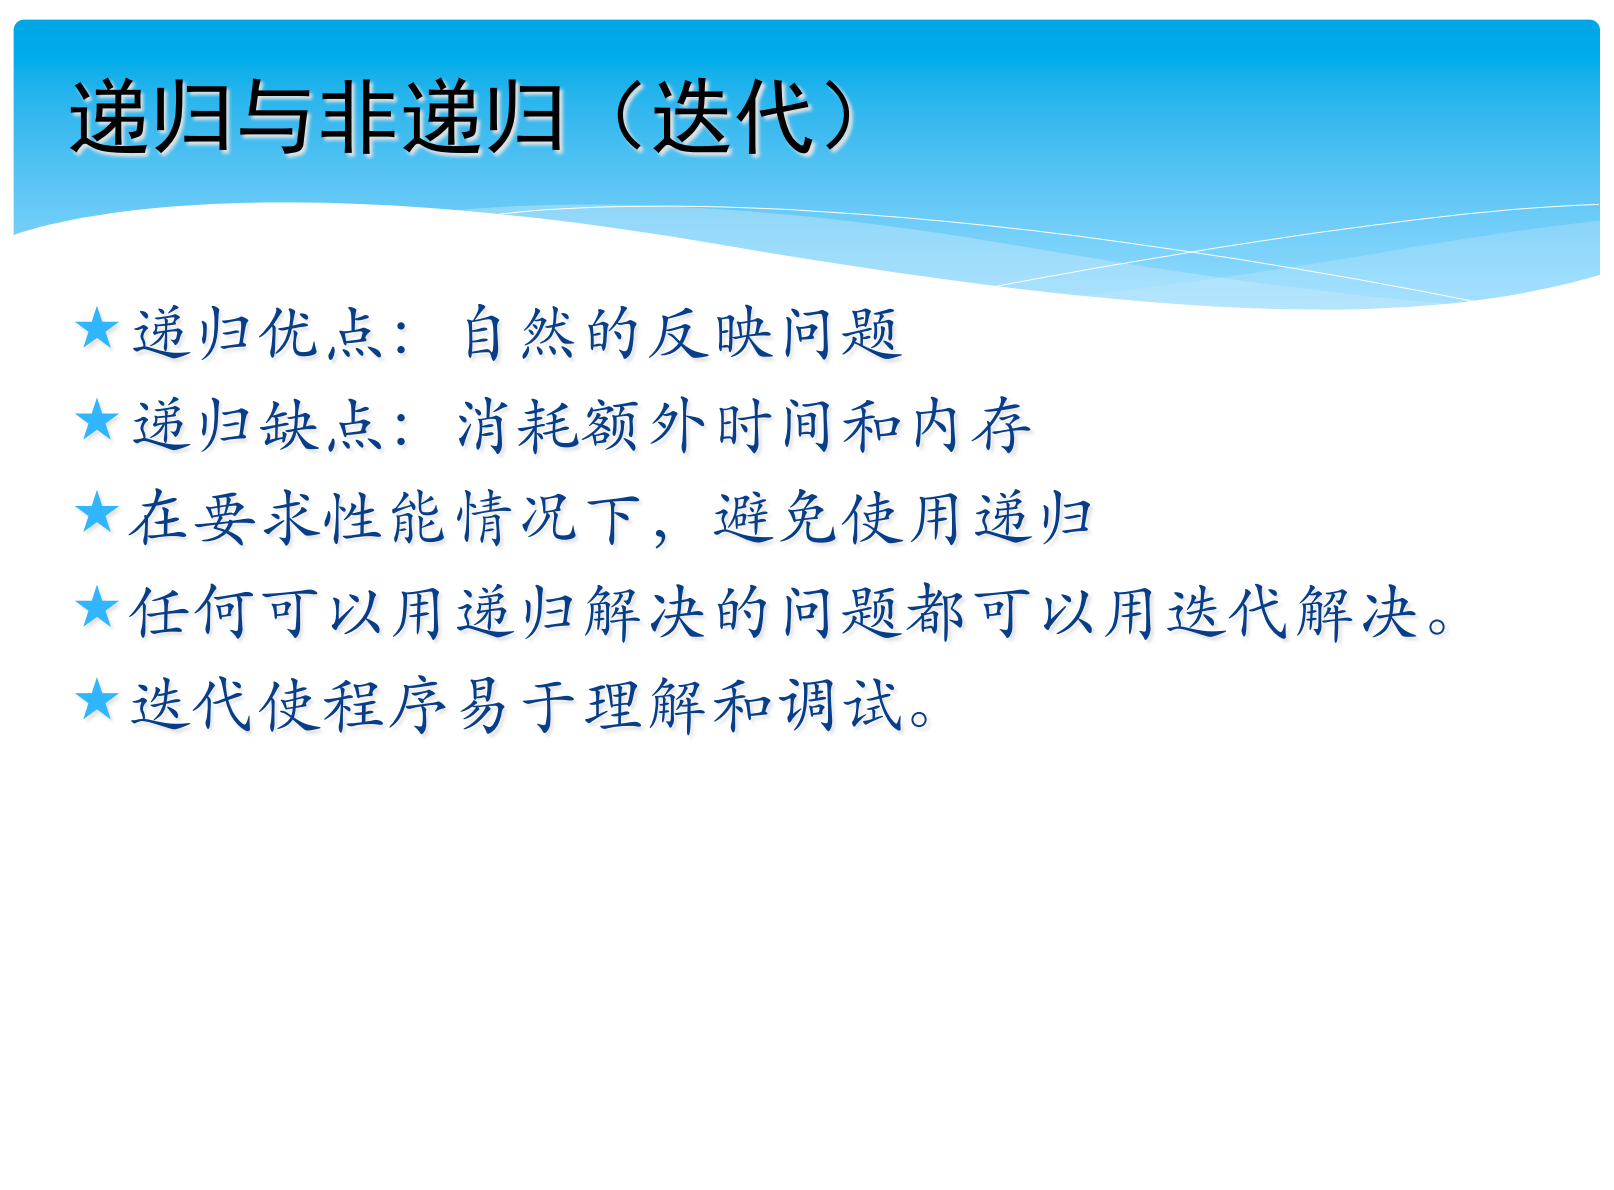 递归与非递归（迭代）
★递归优点：自然的反映问题
★递归缺点：消耗额外时间和内存
★在要求性能情况下，避免使用递归
★任何可以用递归解决的问题都可以用迭代解决。
★迭代使程序易于理解和调试。